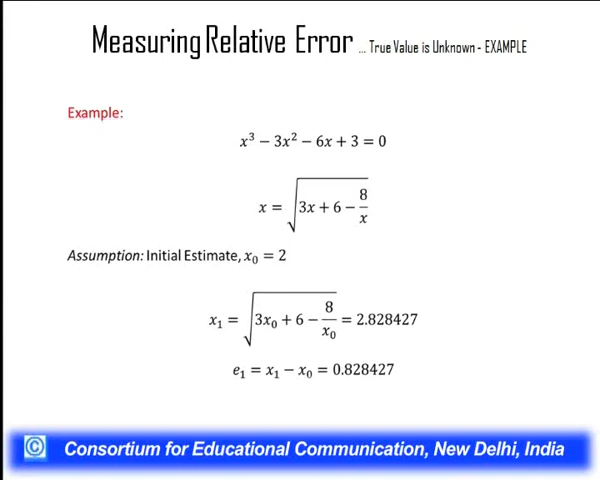 Measuring Relative Error ... True Value is Unknown - EXAMPLE
Example:
x³ − 3x² − 6x + 3 = 0
x = √(3x + 6 − 8/x)
Assumption: Initial Estimate, x₀ = 2
x₁ = √(3x₀ + 6 − 8/x₀) = 2.828427
e₁ = x₁ − x₀ = 0.828427
© Consortium for Educational Communication, New Delhi, India